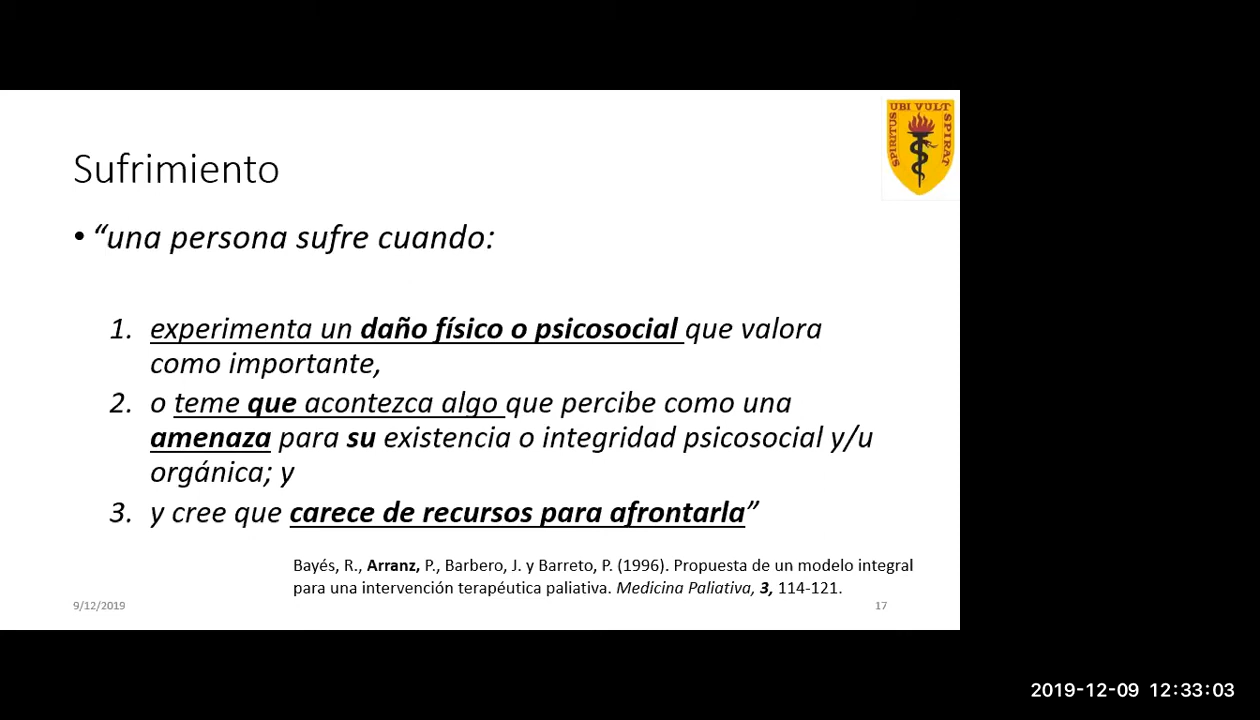 SPIRITUS UBI VULT SPIRAT
Sufrimiento
• “una persona sufre cuando:
1. experimenta un daño físico o psicosocial que valora
como importante,
2. o teme que acontezca algo que percibe como una
amenaza para su existencia o integridad psicosocial y/u
orgánica; y
3. y cree que carece de recursos para afrontarla”
Bayés, R., Arranz, P., Barbero, J. y Barreto, P. (1996). Propuesta de un modelo integral
para una intervención terapéutica paliativa. Medicina Paliativa, 3, 114-121.
9/12/2019
17
2019-12-09 12:33:03